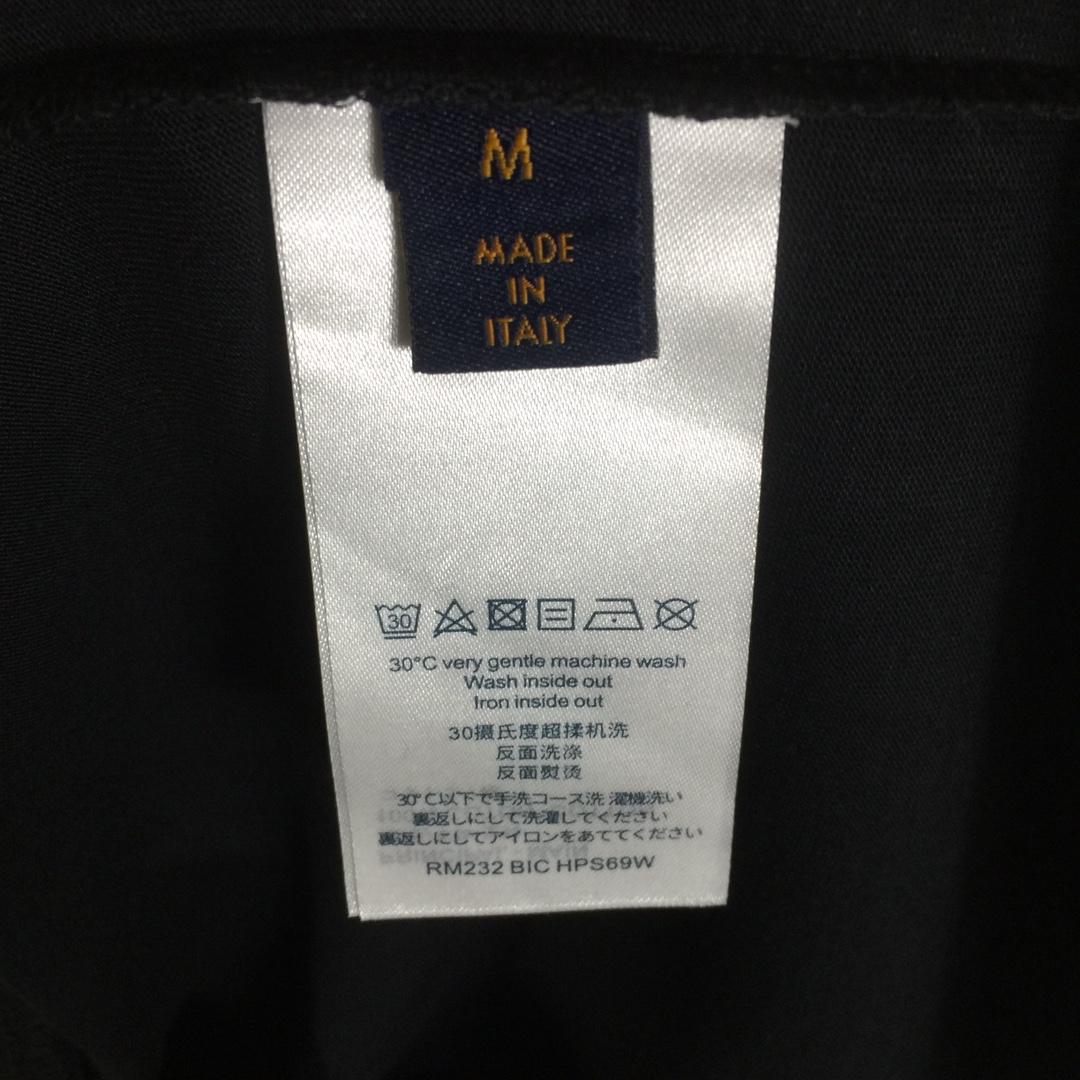 M
MADE
IN
ITALY
30
30°C very gentle machine wash
Wash inside out
Iron inside out
30摄氏度超揉机洗
反面洗涤
反面熨烫
30℃以下で手洗コース洗 濯機洗い
裏返しにして洗濯してください
裏返しにしてアイロンをあててください
RM232 BIC HPS69W